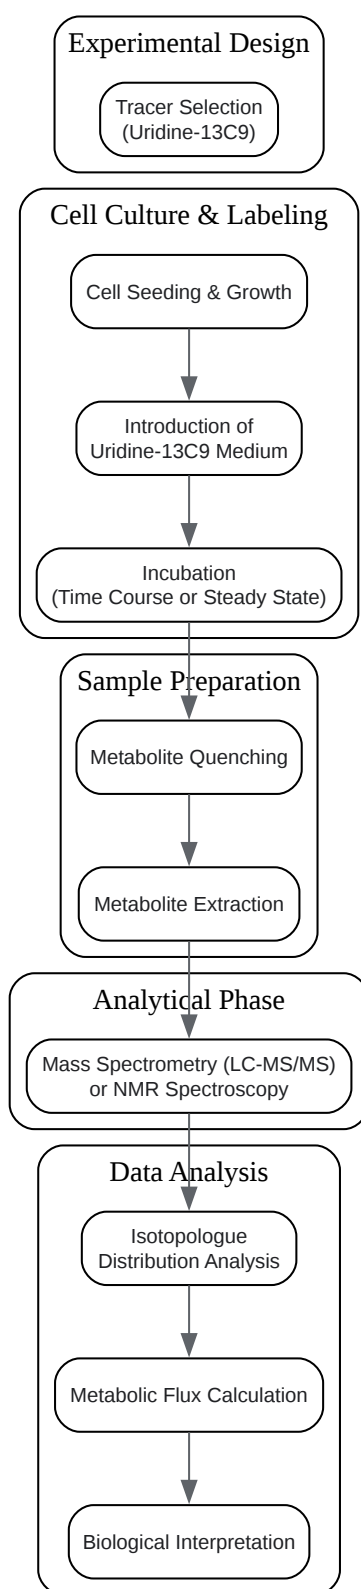 Experimental Design
Tracer Selection
(Uridine-13C9)
Cell Culture & Labeling
Cell Seeding & Growth
Introduction of
Uridine-13C9 Medium
Incubation
(Time Course or Steady State)
Sample Preparation
Metabolite Quenching
Metabolite Extraction
Analytical Phase
Mass Spectrometry (LC-MS/MS)
or NMR Spectroscopy
Data Analysis
Isotopologue
Distribution Analysis
Metabolic Flux Calculation
Biological Interpretation